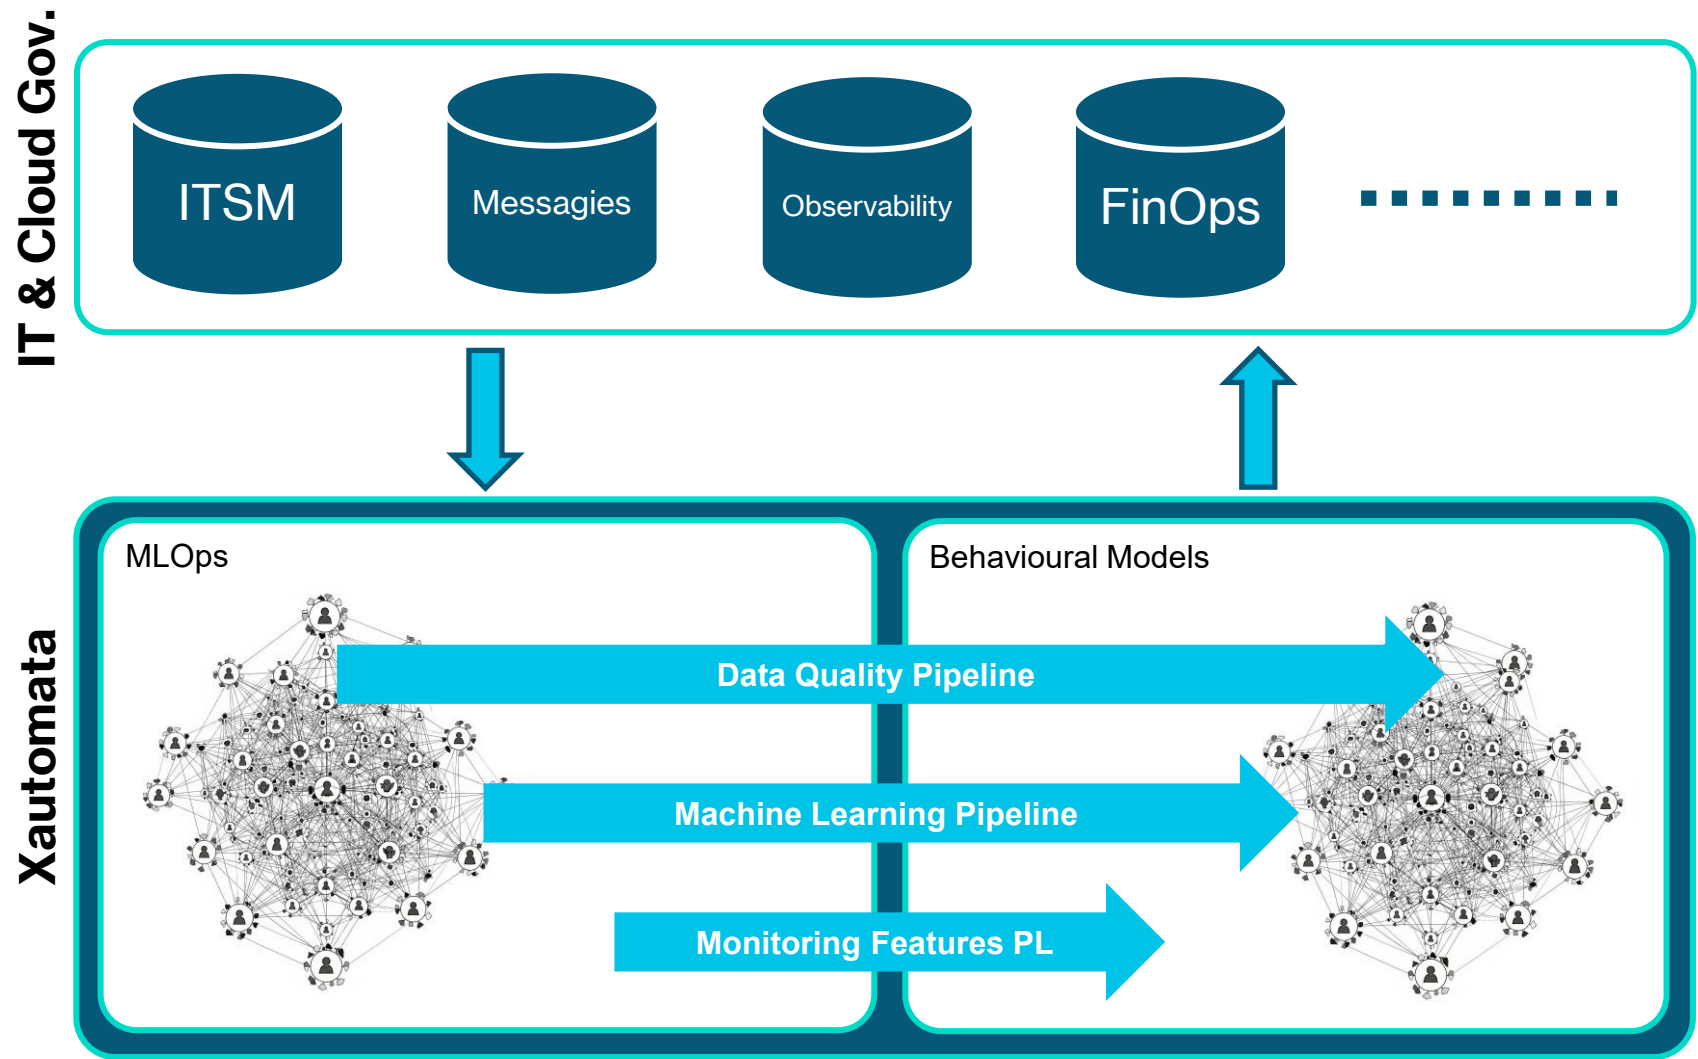 IT & Cloud Gov.
ITSM
Messagies
Observability
FinOps
Xautomata
MLOps
Behavioural Models
Data Quality Pipeline
Machine Learning Pipeline
Monitoring Features PL